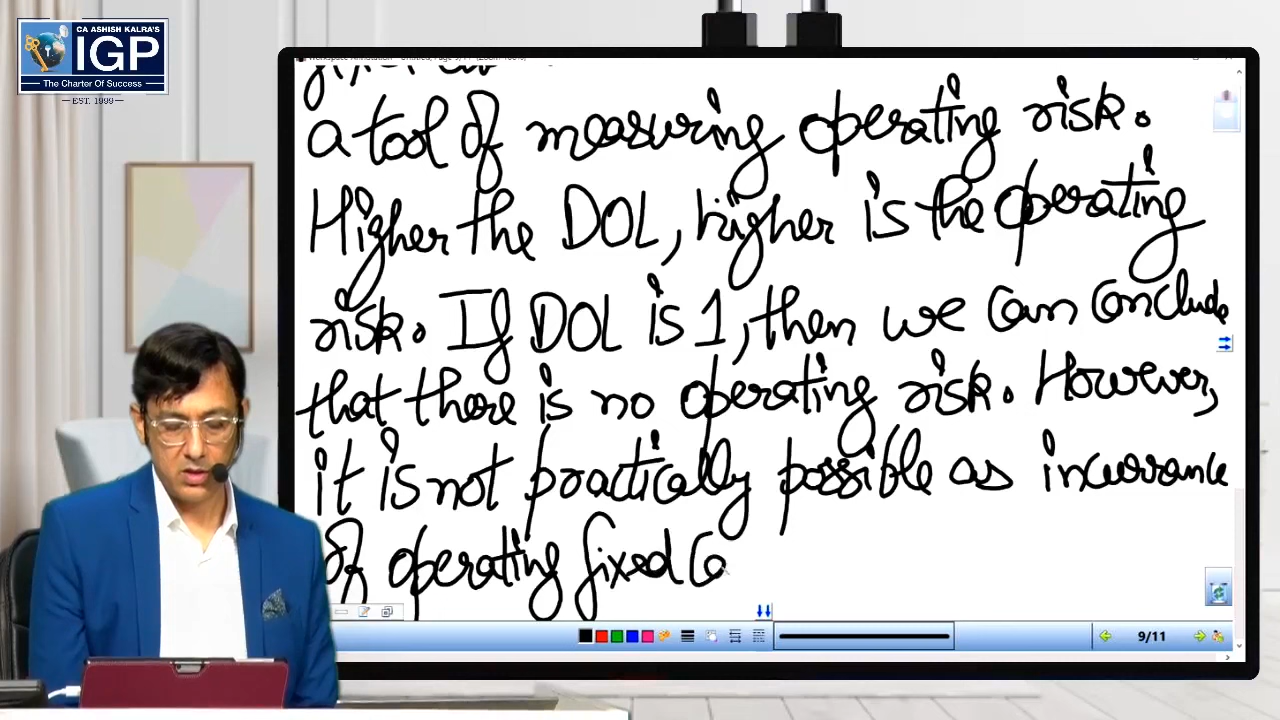 CA ASHISH KALRA'S
IGP
The Charter Of Success
EST. 1999
a tool of measuring operating risk.
Higher the DOL, higher is the operating
risk. If DOL is 1, then we can conclude
that there is no operating risk. However,
it is not practically possible as incurrance
of operating fixed Co
9/11